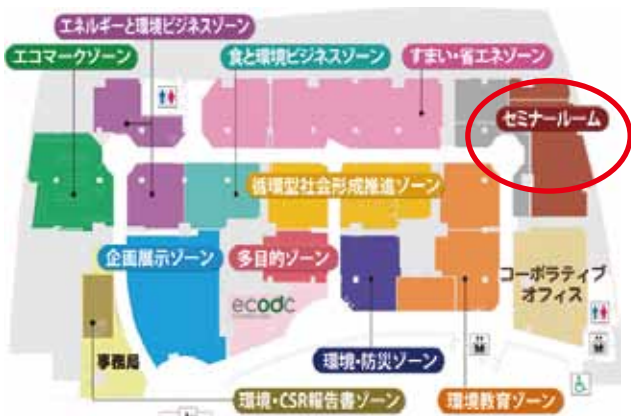 エネルギーと環境ビジネスゾーン
エコマークゾーン
食と環境ビジネスゾーン
すまい・省エネゾーン
セミナールーム
循環型社会形成推進ゾーン
企画展示ゾーン
多目的ゾーン
コーポラティブ
オフィス
ecodc
事務局
環境・防災ゾーン
環境・CSR報告書ゾーン
環境教育ゾーン